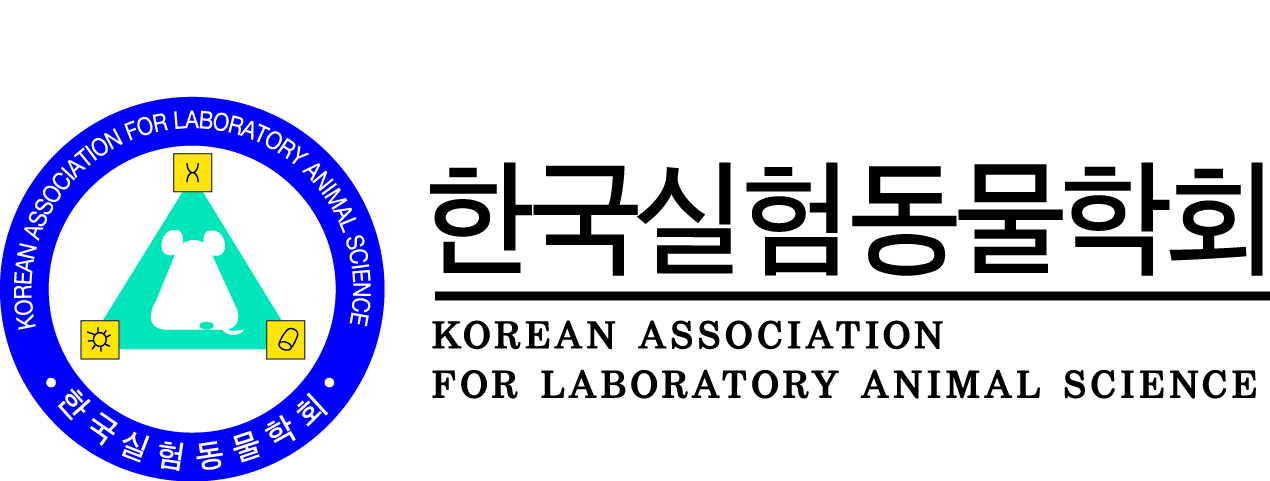 KOREAN ASSOCIATION FOR LABORATORY ANIMAL SCIENCE
• 한국실험동물학회 •
한국실험동물학회
KOREAN ASSOCIATION
FOR LABORATORY ANIMAL SCIENCE